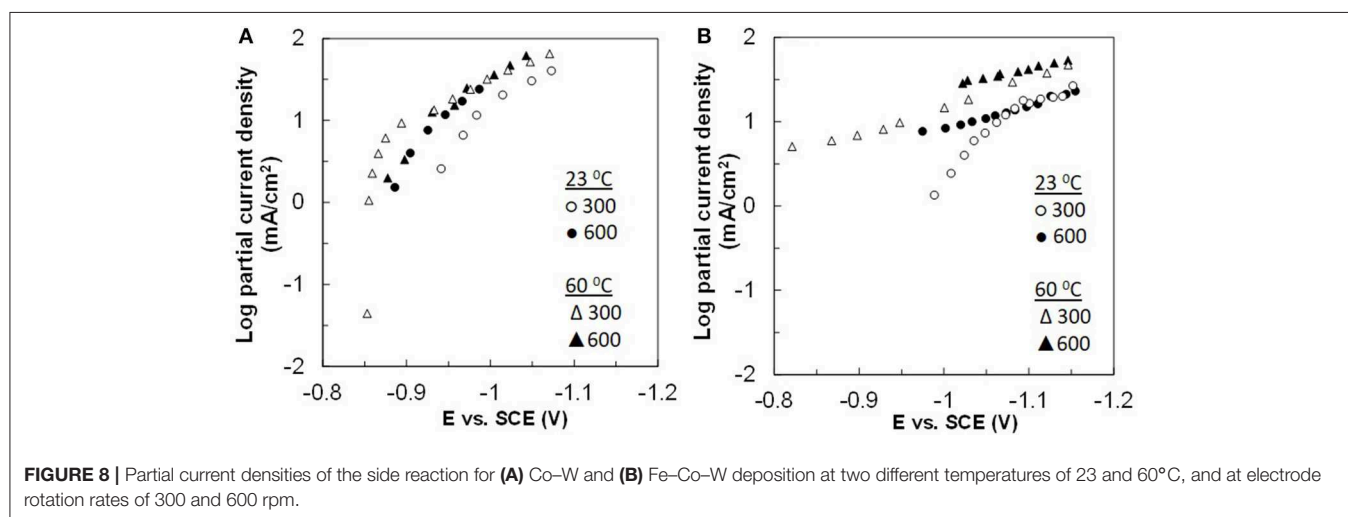 A
Log partial current density
(mA/cm²)
2
1
0
-1
-2
-0.8 -0.9 -1 -1.1 -1.2
E vs. SCE (V)
23 ⁰C
○ 300
● 600
60 ⁰C
△ 300
▲ 600
B
Log partial current density
(mA/cm²)
2
1
0
-1
-2
-0.8 -0.9 -1 -1.1 -1.2
E vs. SCE (V)
23 ⁰C
○ 300
● 600
60 ⁰C
△ 300
▲ 600
FIGURE 8 | Partial current densities of the side reaction for (A) Co–W and (B) Fe–Co–W deposition at two different temperatures of 23 and 60°C, and at electrode
rotation rates of 300 and 600 rpm.